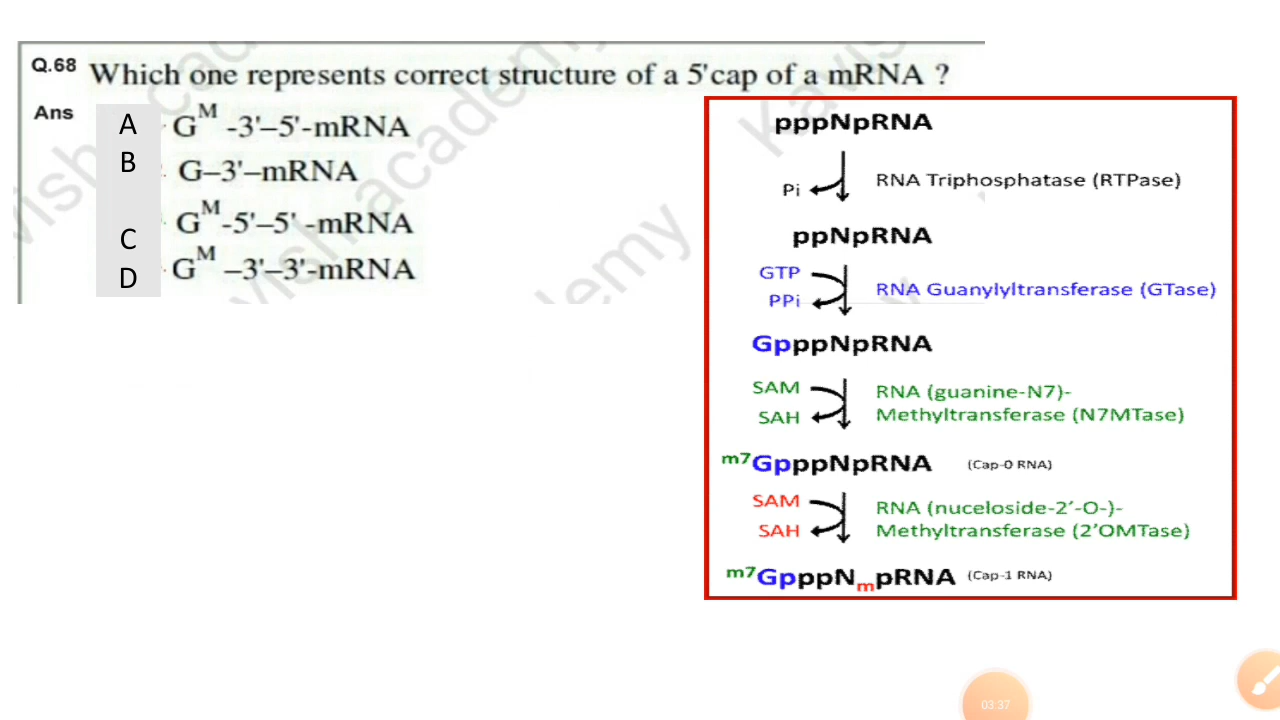 Q.68 Which one represents correct structure of a 5'cap of a mRNA ?
Ans
A G^M -3'–5'-mRNA
B G–3'–mRNA
C G^M-5'–5' -mRNA
D G^M –3'–3'-mRNA
pppNpRNA
Pi RNA Triphosphatase (RTPase)
ppNpRNA
GTP
PPi RNA Guanylyltransferase (GTase)
GpppNpRNA
SAM RNA (guanine-N7)-
SAH Methyltransferase (N7MTase)
m7GpppNpRNA (Cap-0 RNA)
SAM RNA (nuceloside-2′-O-)-
SAH Methyltransferase (2’OMTase)
m7GpppNmpRNA (Cap-1 RNA)
03:37